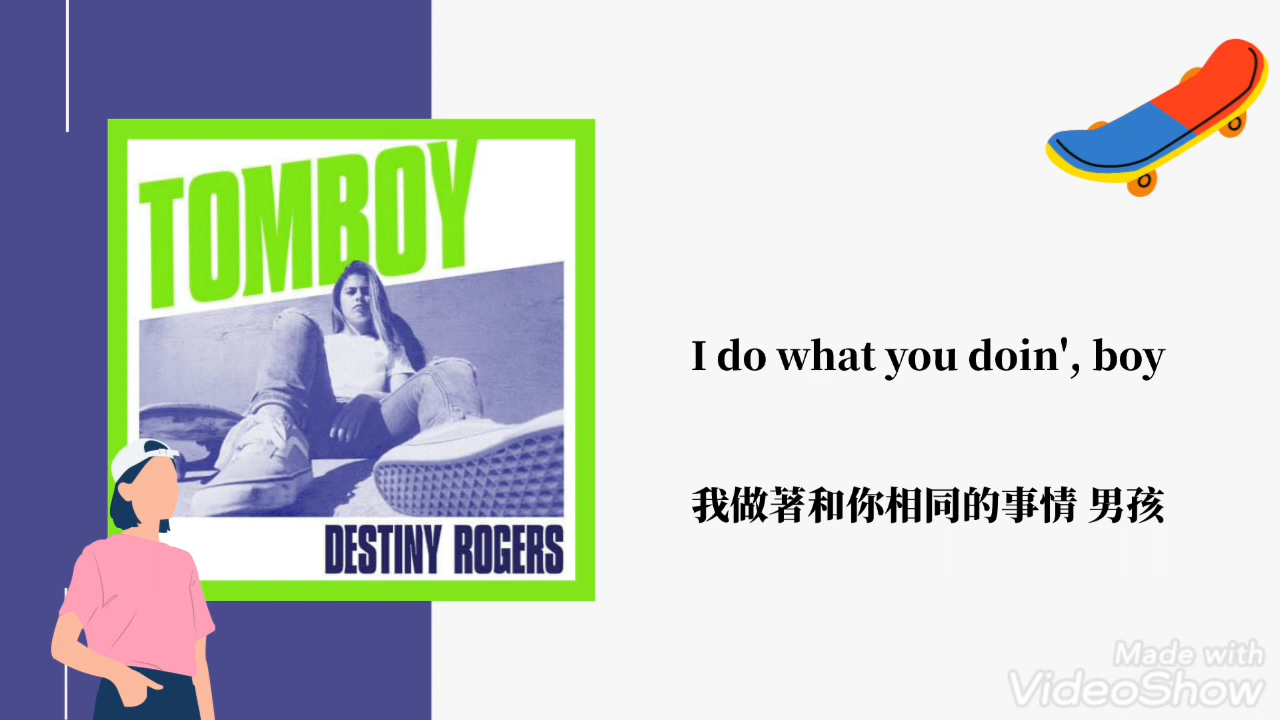 TOMBOY
DESTINY ROGERS
I do what you doin', boy
我做著和你相同的事情 男孩
Made with
VideoShow